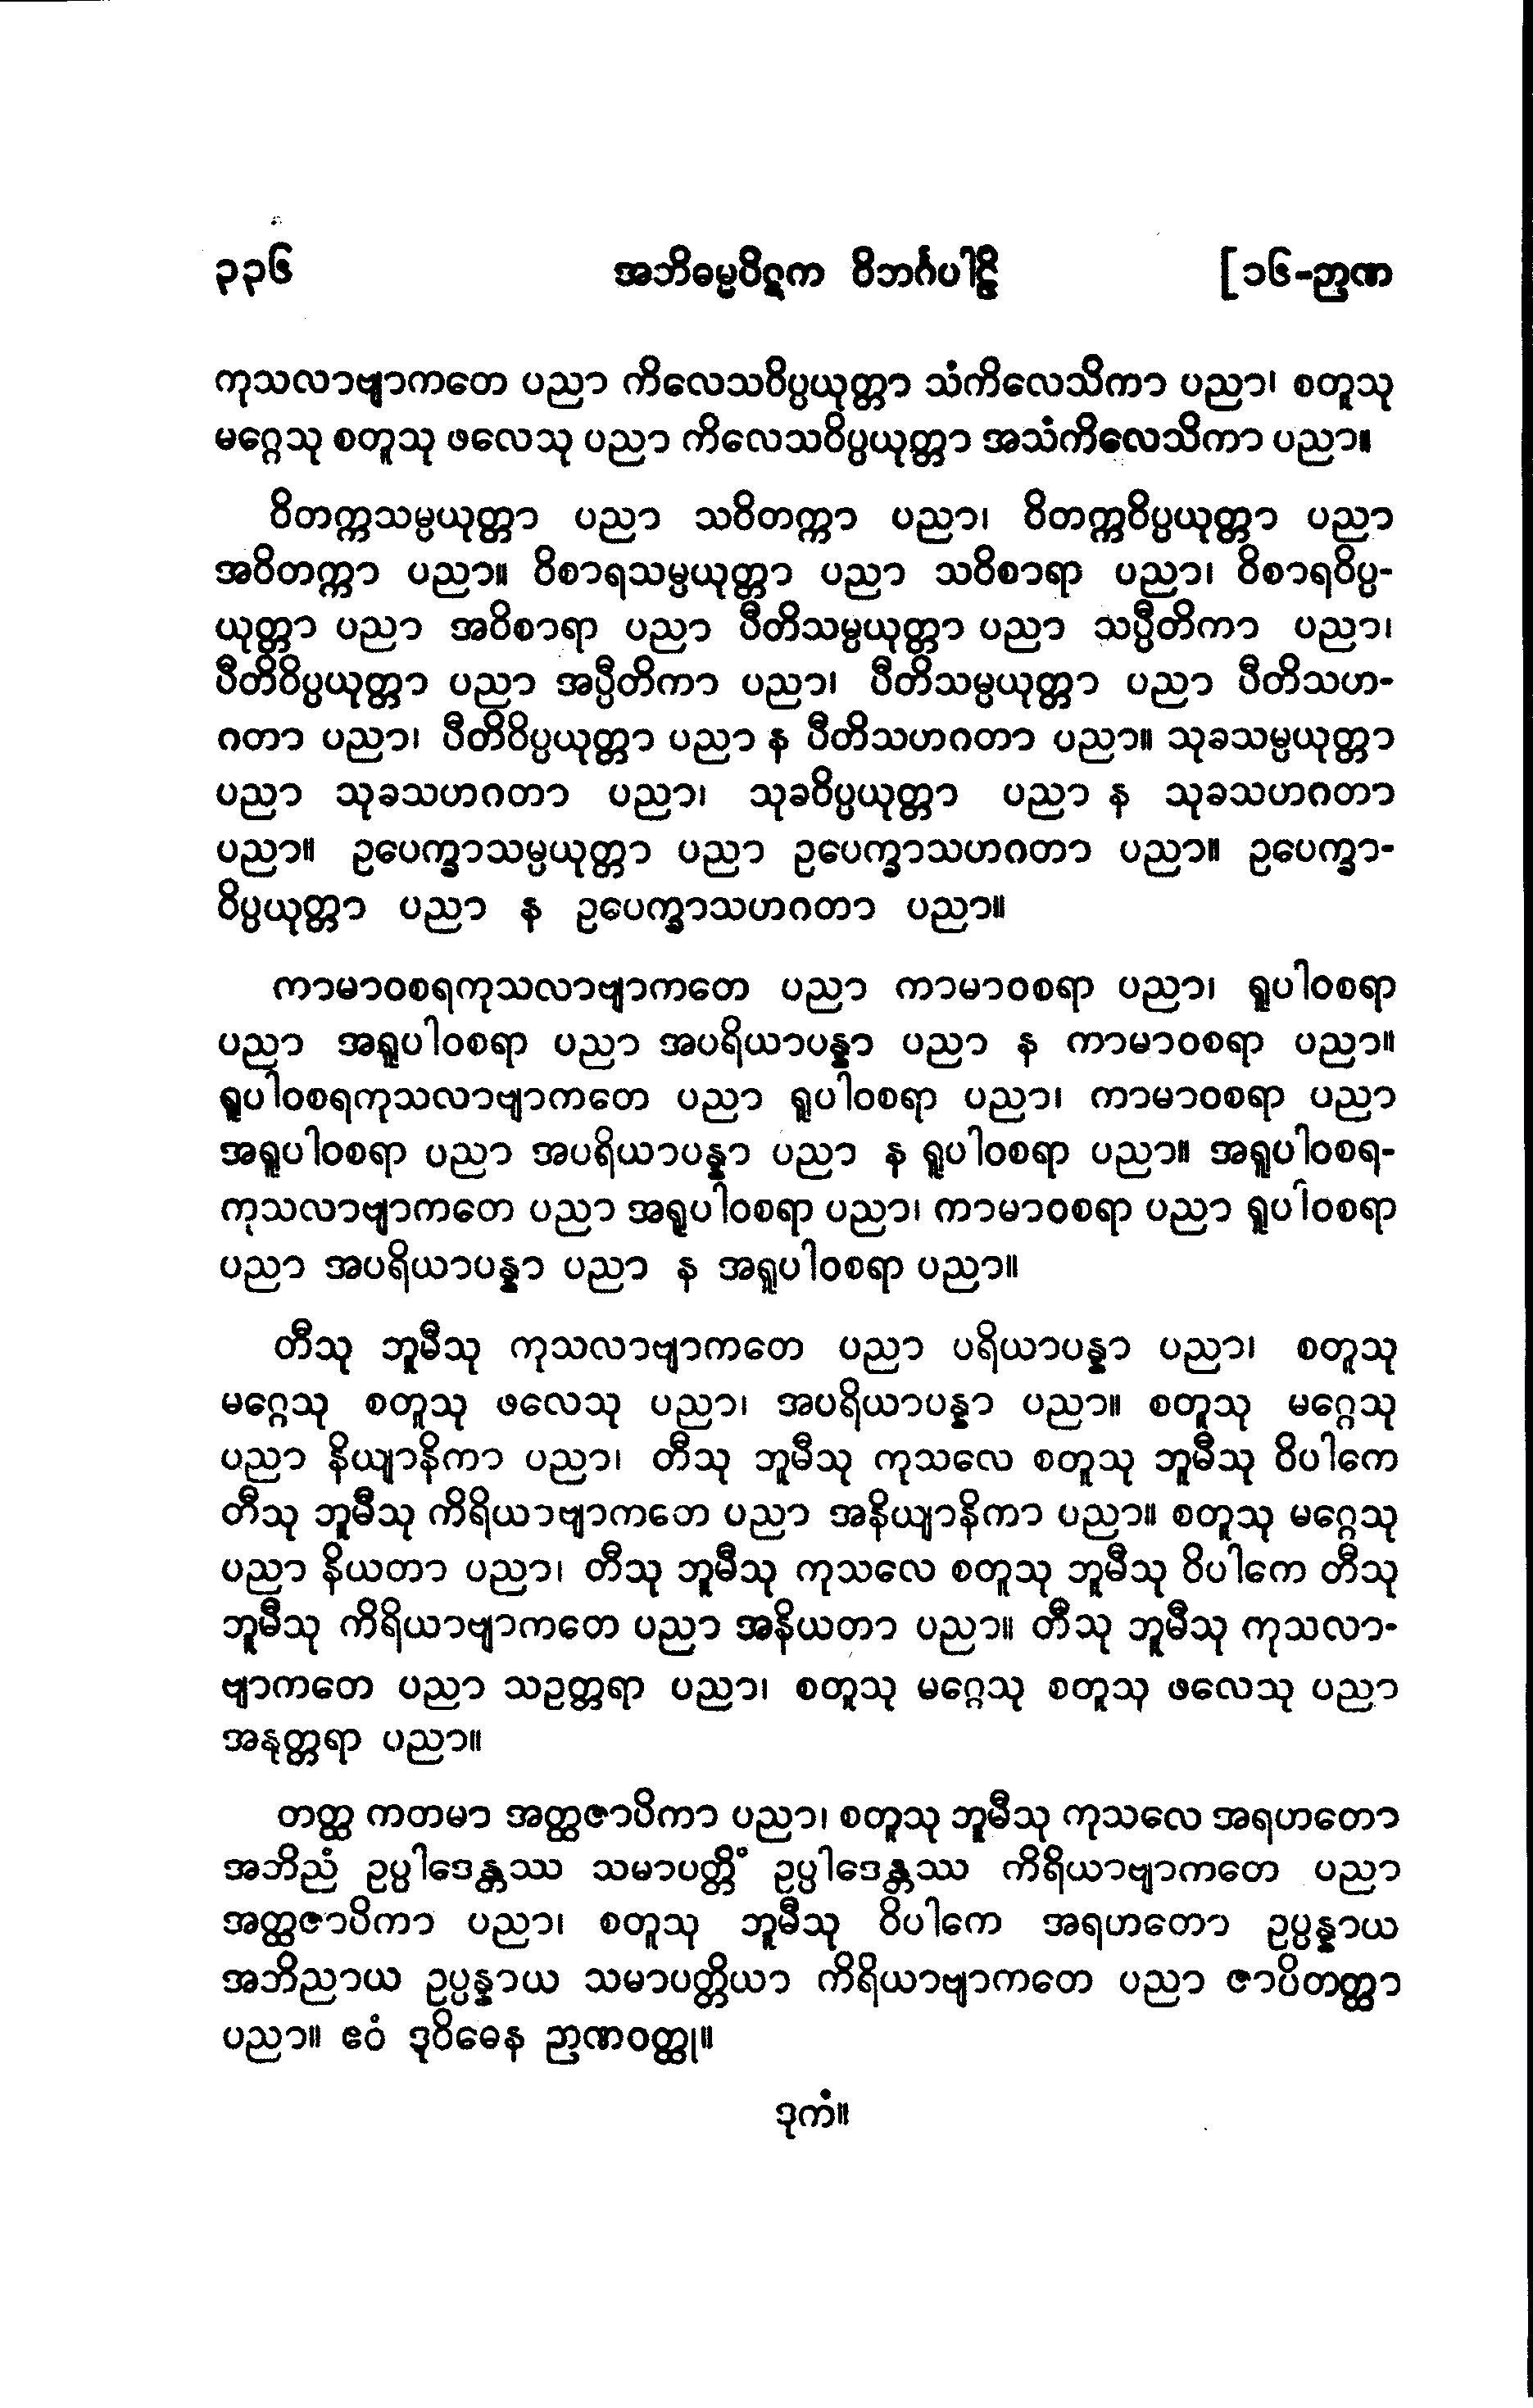 ၃၃၆ အဘိဓမ္မပိဋက ဝိဘင်္ဂပါဠိ [၁၆-ဉာဏ
ကုသလာဗျာကတေ ပညာ ကိလေသဝိပ္ပယုတ္တာ သံကိလေသိကာ ပညာ၊ စတူသု
မဂ္ဂေသု စတူသု ဖလေသု ပညာ ကိလေသဝိပ္ပယုတ္တာ အသံကိလေသိကာ ပညာ။
ဝိတက္ကသမ္ပယုတ္တာ ပညာ သဝိတက္ကာ ပညာ၊ ဝိတက္ကဝိပ္ပယုတ္တာ ပညာ
အဝိတက္ကာ ပညာ။ ဝိစာရသမ္ပယုတ္တာ ပညာ သဝိစာရာ ပညာ၊ ဝိစာရဝိပ္ပ-
ယုတ္တာ ပညာ အဝိစာရာ ပညာ ပီတိသမ္ပယုတ္တာ ပညာ သပ္ပီတိကာ ပညာ၊
ပီတိဝိပ္ပယုတ္တာ ပညာ အပ္ပီတိကာ ပညာ၊ ပီတိသမ္ပယုတ္တာ ပညာ ပီတိသဟ-
ဂတာ ပညာ၊ ပီတိဝိပ္ပယုတ္တာ ပညာ န ပီတိသဟဂတာ ပညာ။ သုခသမ္ပယုတ္တာ
ပညာ သုခသဟဂတာ ပညာ၊ သုခဝိပ္ပယုတ္တာ ပညာ န သုခသဟဂတာ
ပညာ။ ဥပေက္ခာသမ္ပယုတ္တာ ပညာ ဥပေက္ခာသဟဂတာ ပညာ။ ဥပေက္ခာ-
ဝိပ္ပယုတ္တာ ပညာ န ဥပေက္ခာသဟဂတာ ပညာ။
ကာမာဝစရကုသလာဗျာကတေ ပညာ ကာမာဝစရာ ပညာ၊ ရူပါဝစရာ
ပညာ အရူပါဝစရာ ပညာ အပရိယာပန္နာ ပညာ န ကာမာဝစရာ ပညာ။
ရူပါဝစရကုသလာဗျာကတေ ပညာ ရူပါဝစရာ ပညာ၊ ကာမာဝစရာ ပညာ
အရူပါဝစရာ ပညာ အပရိယာပန္နာ ပညာ န ရူပါဝစရာ ပညာ။ အရူပါဝစရ-
ကုသလာဗျာကတေ ပညာ အရူပါဝစရာ ပညာ၊ ကာမာဝစရာ ပညာ ရူပါဝစရာ
ပညာ အပရိယာပန္နာ ပညာ န အရူပါဝစရာ ပညာ။
တီသု ဘူမီသု ကုသလာဗျာကတေ ပညာ ပရိယာပန္နာ ပညာ၊ စတူသု
မဂ္ဂေသု စတူသု ဖလေသု ပညာ၊ အပရိယာပန္နာ ပညာ။ စတူသု မဂ္ဂေသု
ပညာ နိယျာနိကာ ပညာ၊ တီသု ဘူမီသု ကုသလေ စတူသု ဘူမီသု ဝိပါကေ
တီသု ဘူမီသု ကိရိယာဗျာကတေ ပညာ အနိယျာနိကာ ပညာ။ စတူသု မဂ္ဂေသု
ပညာ နိယတာ ပညာ၊ တီသု ဘူမီသု ကုသလေ စတူသု ဘူမီသု ဝိပါကေ တီသု
ဘူမီသု ကိရိယာဗျာကတေ ပညာ အနိယတာ ပညာ။ တီသု ဘူမီသု ကုသလာ-
ဗျာကတေ ပညာ သဥတ္တရာ ပညာ၊ စတူသု မဂ္ဂေသု စတူသု ဖလေသု ပညာ
အနုတ္တရာ ပညာ။
တတ္ထ ကတမာ အတ္ထဇာပိကာ ပညာ၊ စတူသု ဘူမီသု ကုသလေ အရဟတော
အဘိညံ ဥပ္ပါဒေန္တဿ သမာပတ္တိံ ဥပ္ပါဒေန္တဿ ကိရိယာဗျာကတေ ပညာ
အတ္ထဇာပိကာ ပညာ၊ စတူသု ဘူမီသု ဝိပါကေ အရဟတော ဥပ္ပန္နာယ
အဘိညာယ ဥပ္ပန္နာယ သမာပတ္တိယာ ကိရိယာဗျာကတေ ပညာ ဇာပိတတ္ထာ
ပညာ။ ဧဝံ ဒုဝိဓေန ဉာဏဝတ္ထု။
ဒုကံ။